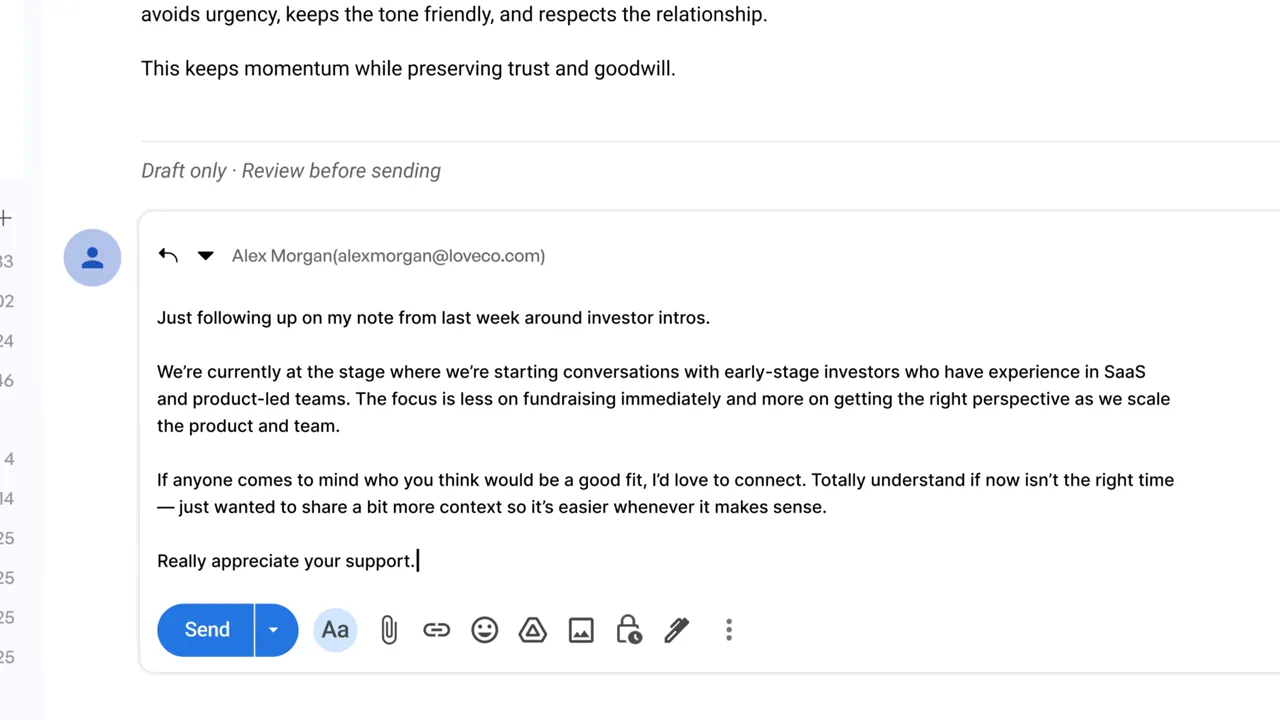 avoids urgency, keeps the tone friendly, and respects the relationship.
This keeps momentum while preserving trust and goodwill.
Draft only · Review before sending
Alex Morgan(alexmorgan@loveco.com)
Just following up on my note from last week around investor intros.
We’re currently at the stage where we’re starting conversations with early-stage investors who have experience in SaaS
and product-led teams. The focus is less on fundraising immediately and more on getting the right perspective as we scale
the product and team.
If anyone comes to mind who you think would be a good fit, I’d love to connect. Totally understand if now isn’t the right time
— just wanted to share a bit more context so it’s easier whenever it makes sense.
Really appreciate your support.
Send
Aa
4